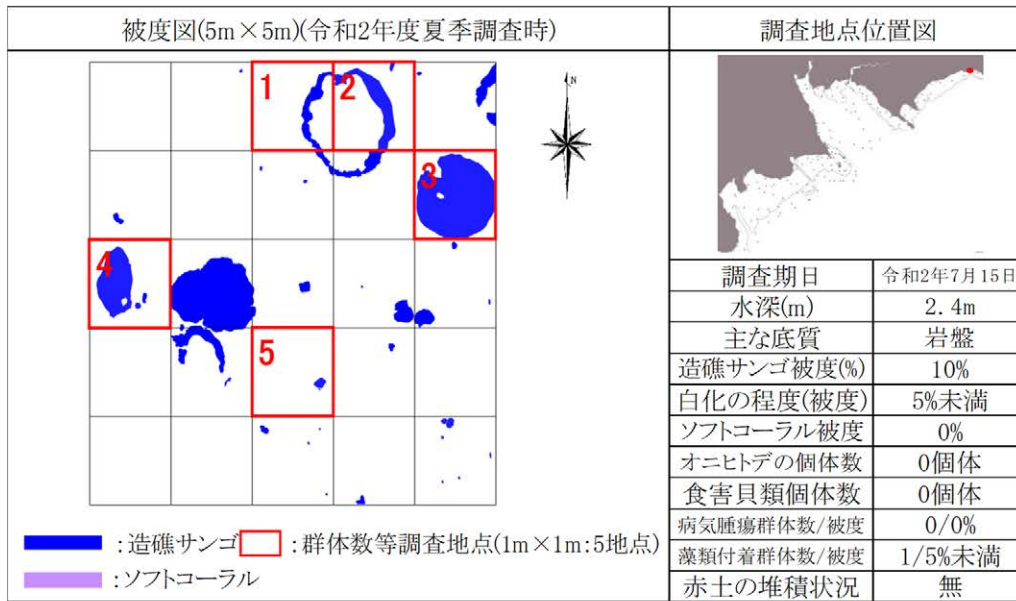 被度図(5m×5m)(令和2年度夏季調査時)
調査地点位置図
1
2
3
4
5
N
:造礁サンゴ
:群体数等調査地点(1m×1m:5地点)
:ソフトコーラル
調査期日 令和2年7月15日
水深(m) 2.4m
主な底質 岩盤
造礁サンゴ被度(%) 10%
白化の程度(被度) 5%未満
ソフトコーラル被度 0%
オニヒトデの個体数 0個体
食害貝類個体数 0個体
病気腫瘍群体数/被度 0/0%
藻類付着群体数/被度 1/5%未満
赤土の堆積状況 無